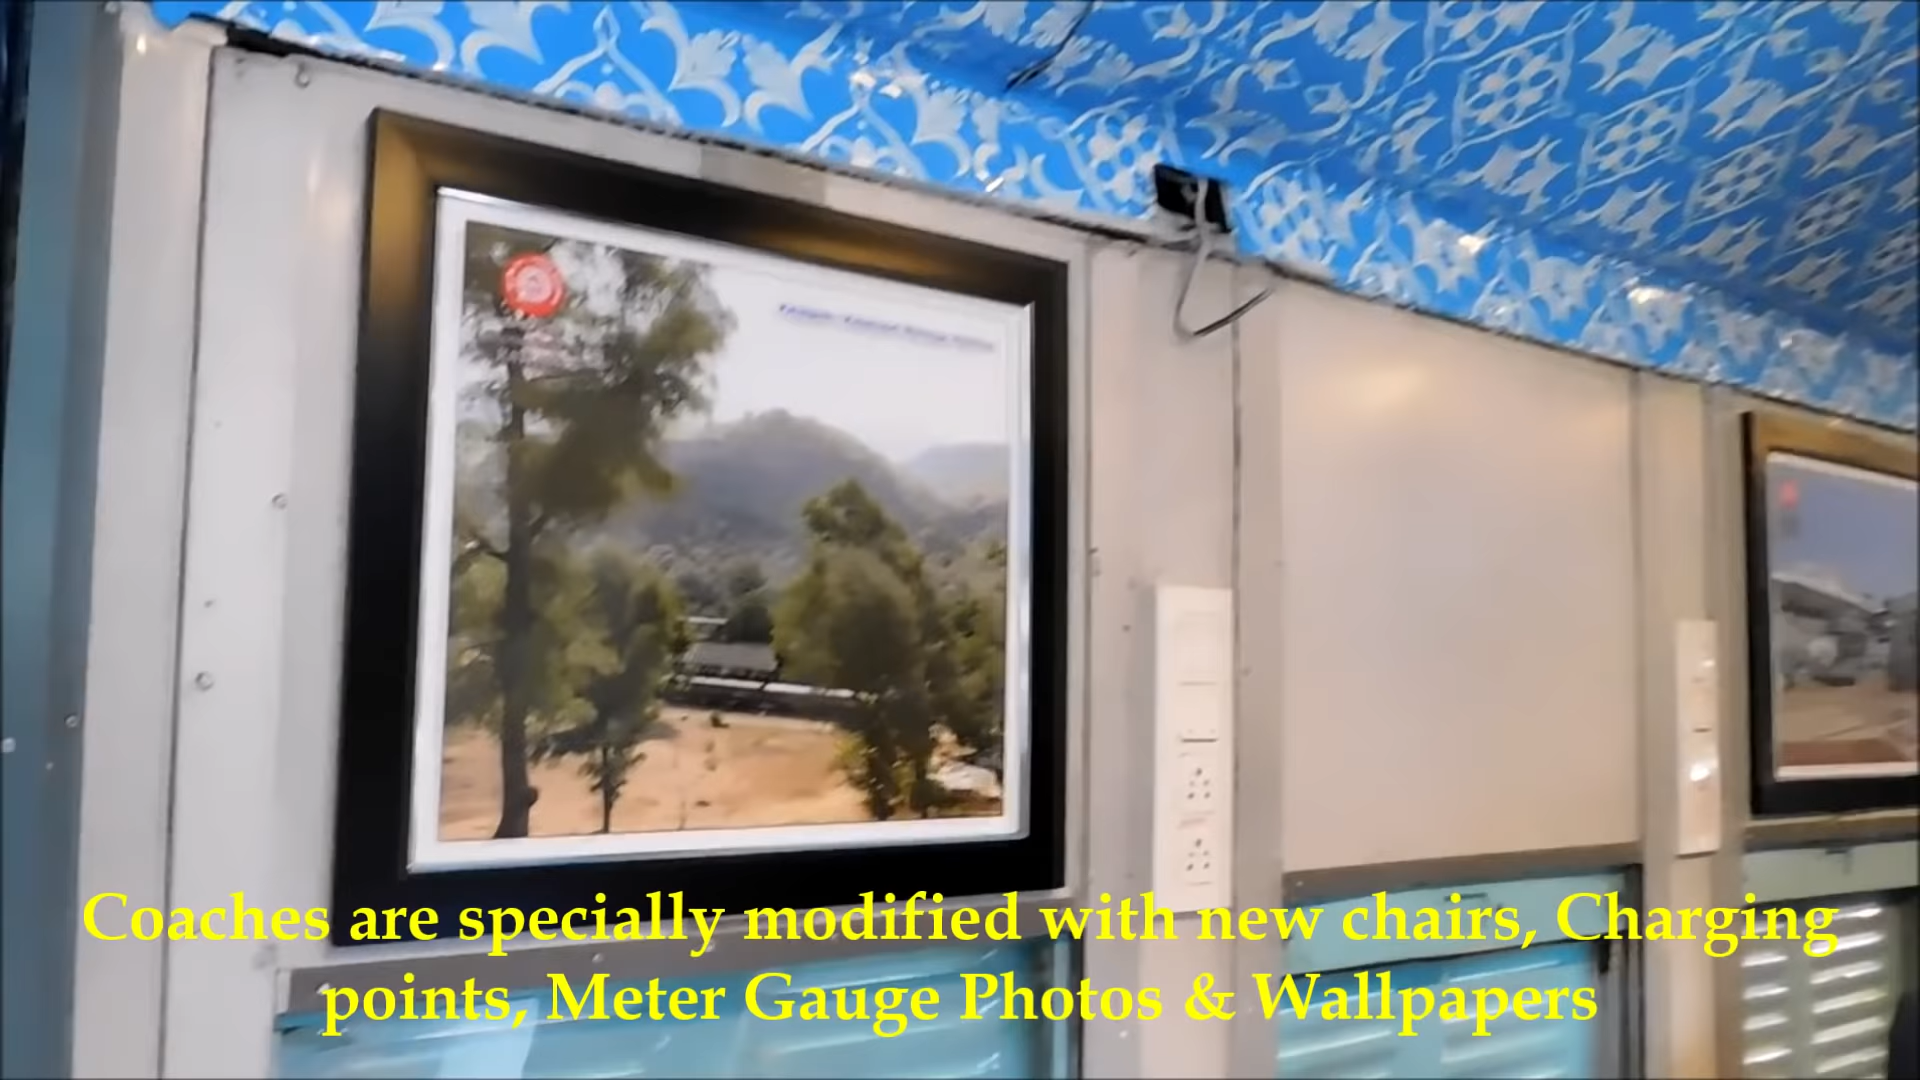 Coaches are specially modified with new chairs, Charging
points, Meter Gauge Photos & Wallpapers